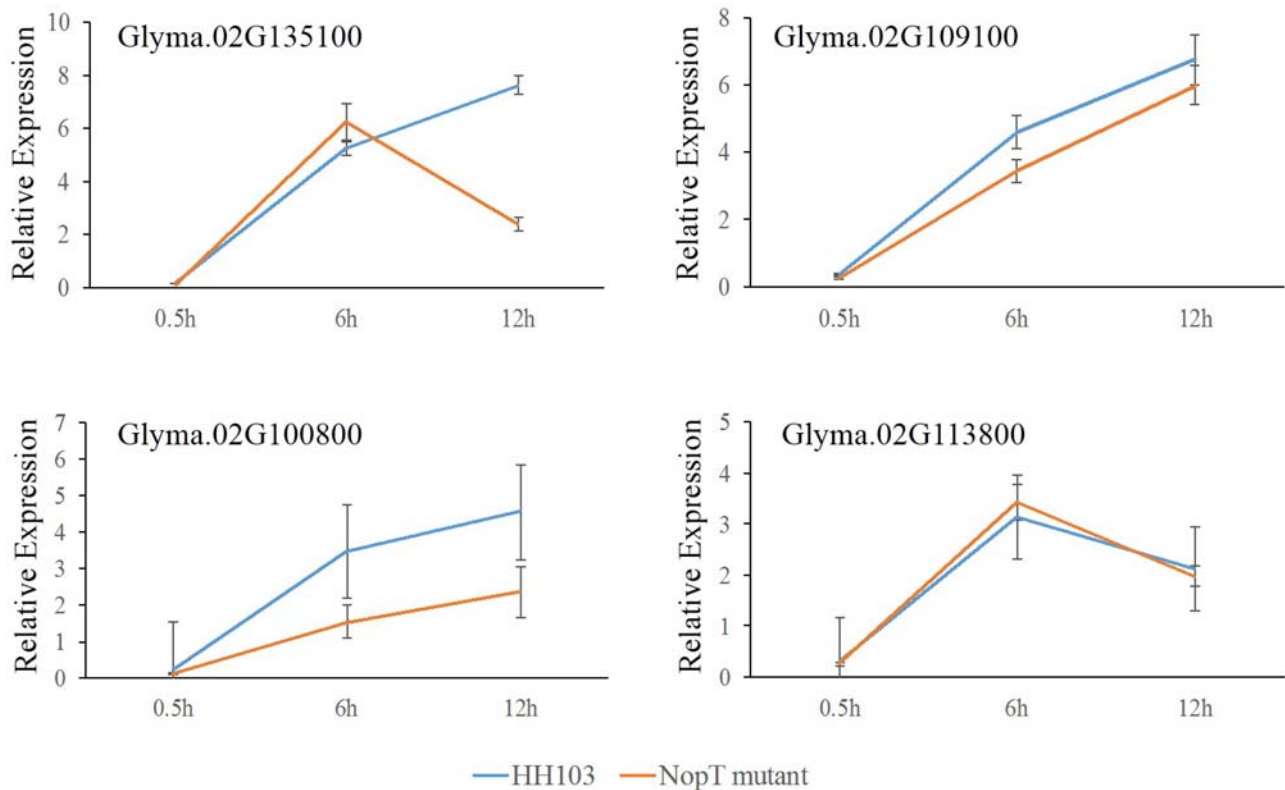 Glyma.02G135100
Relative Expression
10
8
6
4
2
0
0.5h 6h 12h
Glyma.02G109100
Relative Expression
8
6
4
2
0
0.5h 6h 12h
Glyma.02G100800
Relative Expression
7
6
5
4
3
2
1
0
0.5h 6h 12h
Glyma.02G113800
Relative Expression
5
4
3
2
1
0
0.5h 6h 12h
HH103 NopT mutant